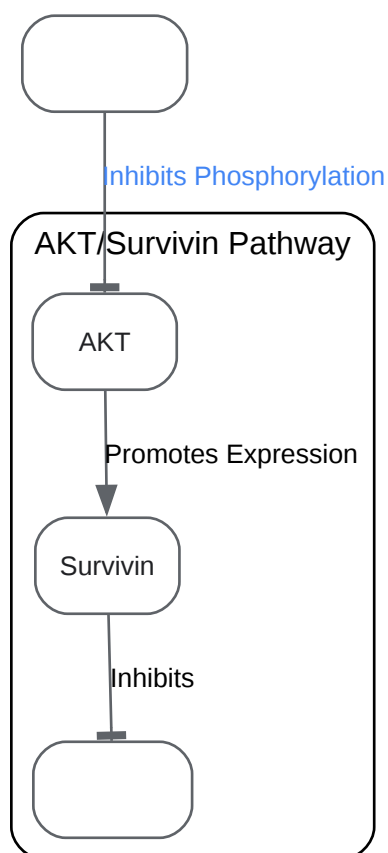 Inhibits Phosphorylation
AKT/Survivin Pathway
AKT
Promotes Expression
Survivin
Inhibits